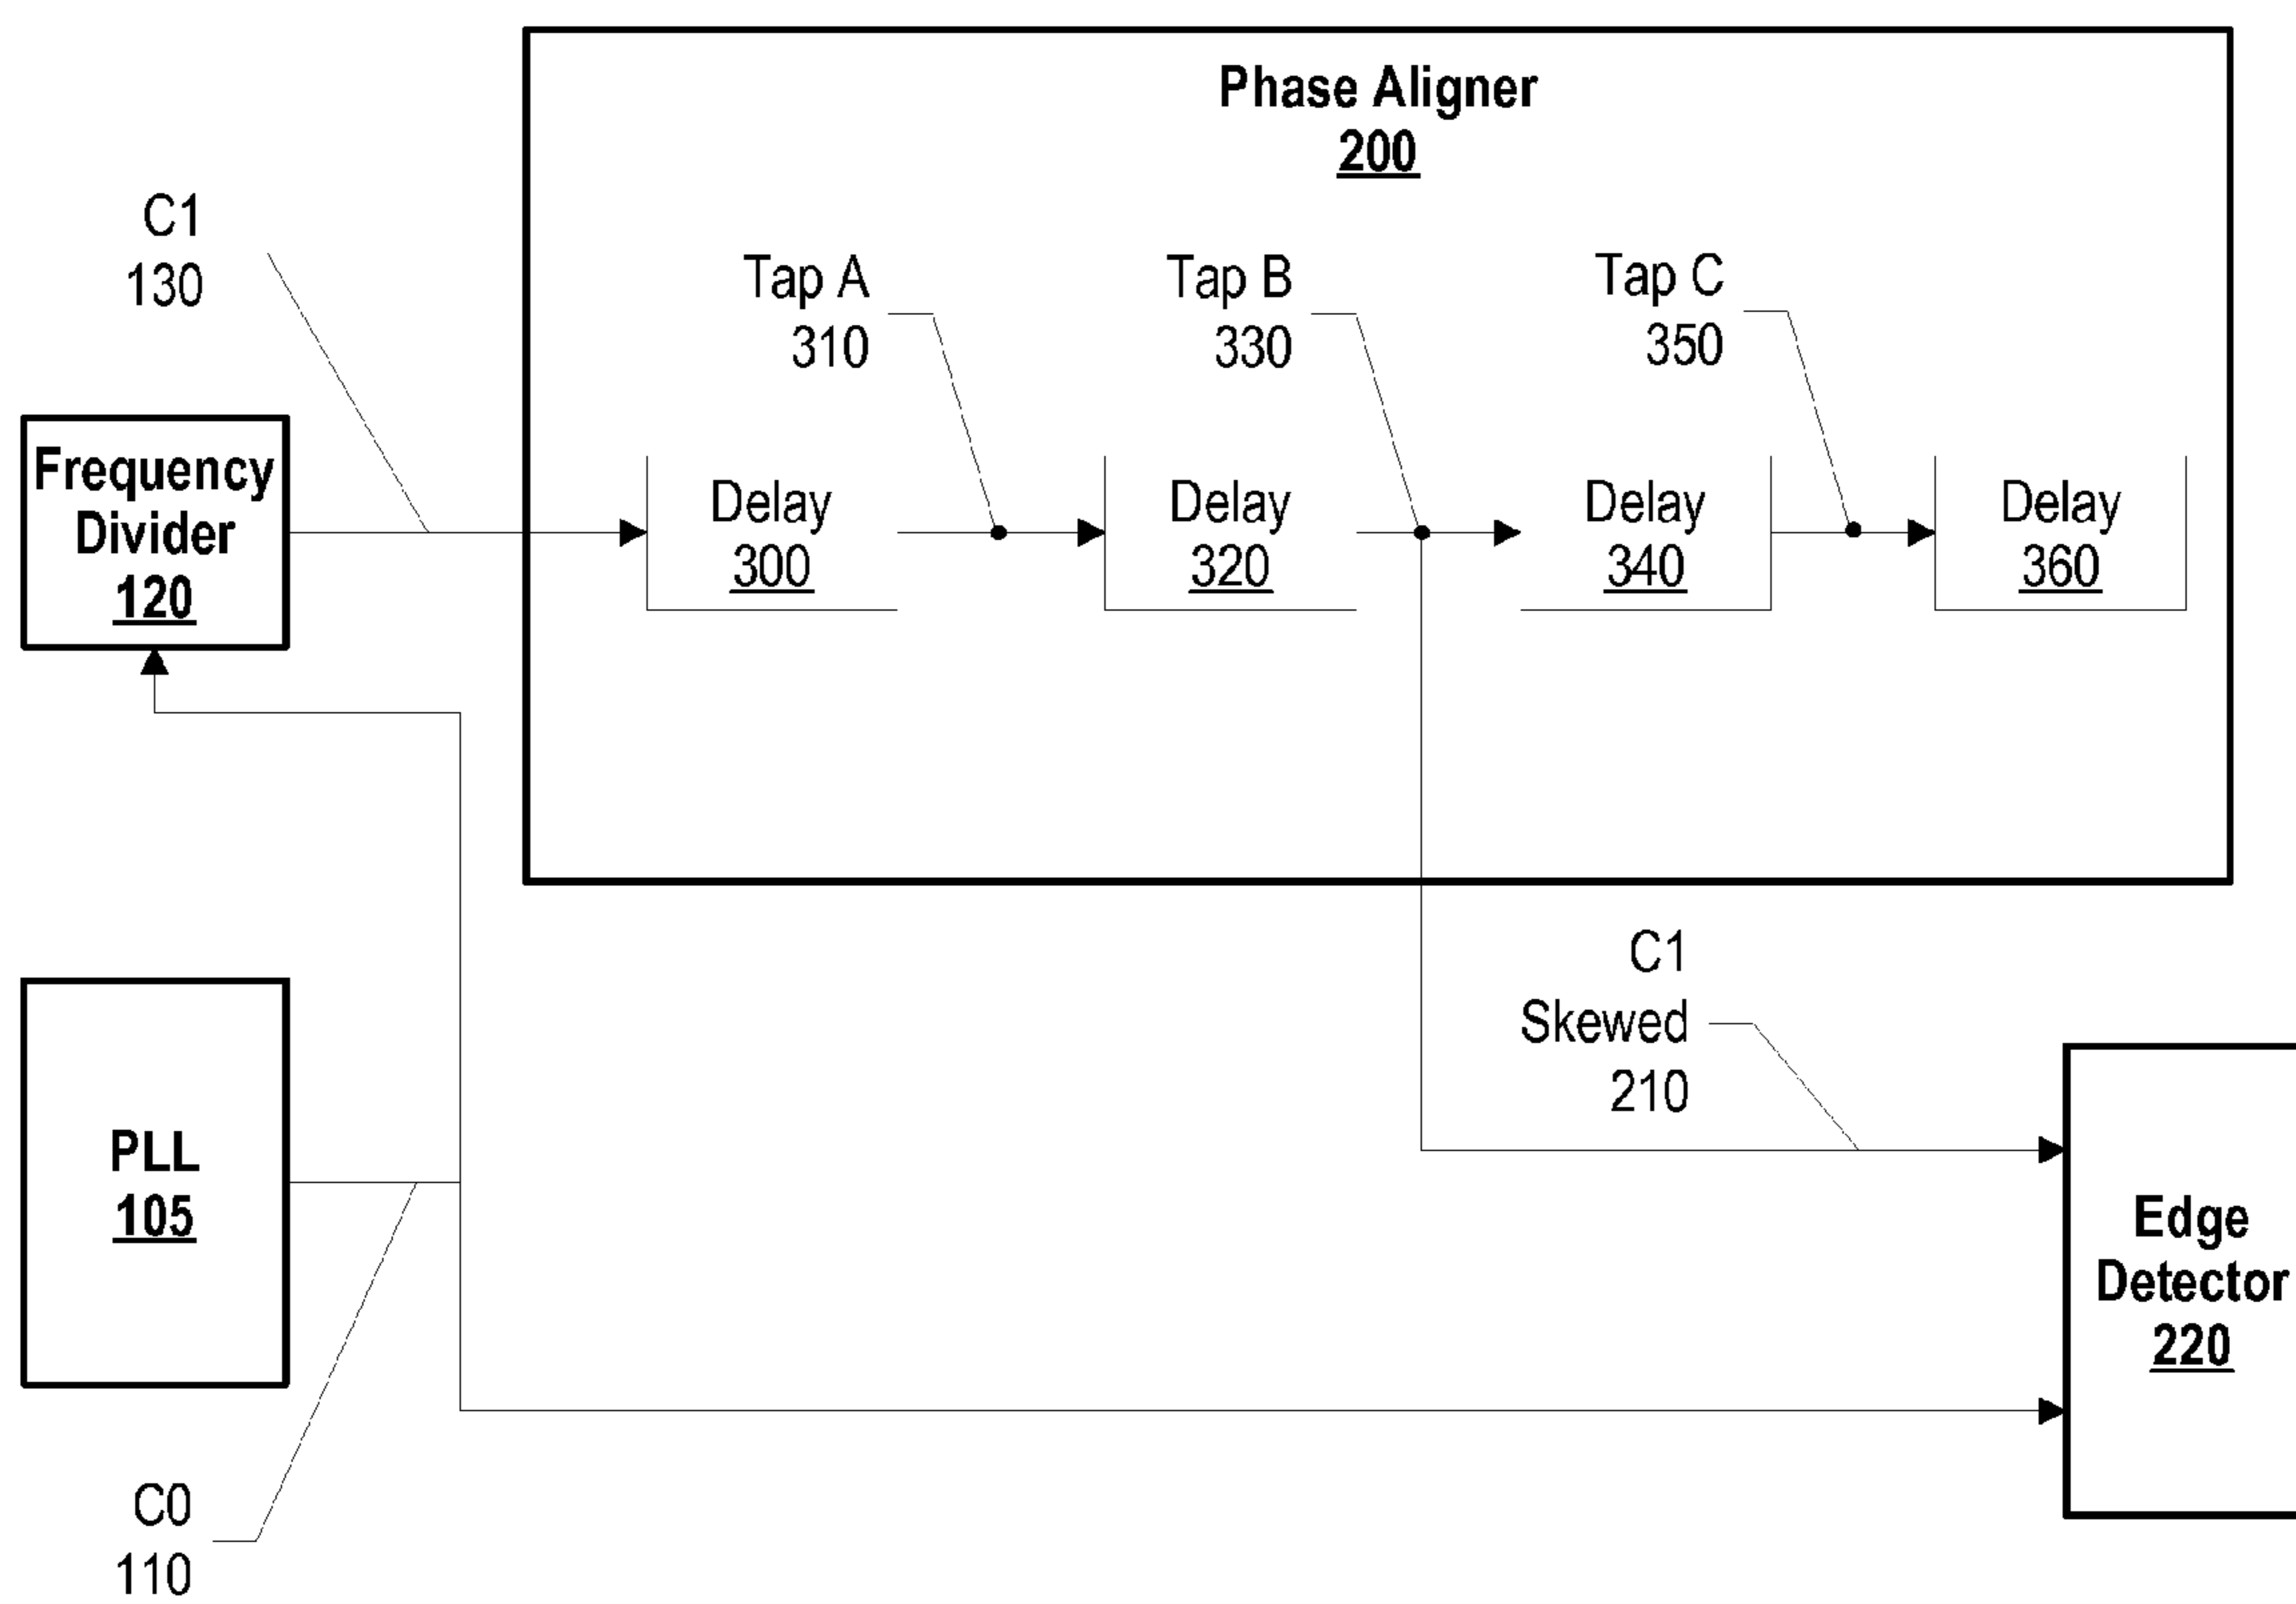 Phase Aligner
200
C1
130
Tap A
310
Tap B
330
Tap C
350
Frequency
Divider
120
Delay
300
Delay
320
Delay
340
Delay
360
C1
Skewed
210
PLL
105
Edge
Detector
220
C0
110